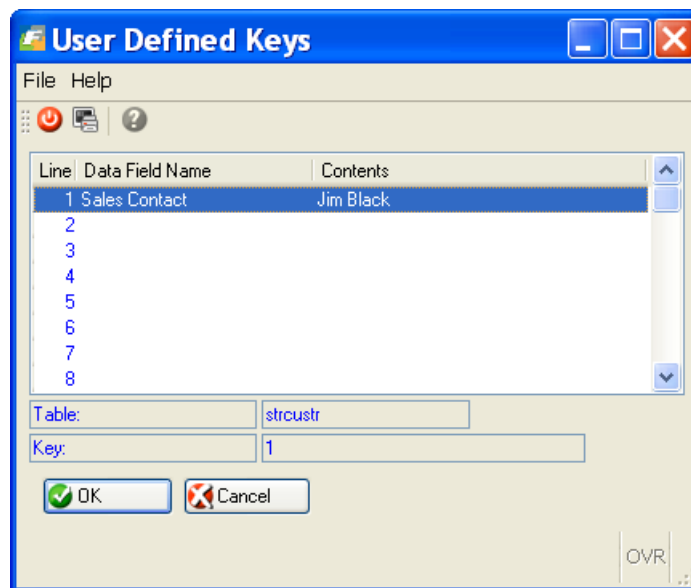 User Defined Keys
File Help
Line Data Field Name Contents
1 Sales Contact Jim Black
2
3
4
5
6
7
8
Table: strcustr
Key: 1
OK Cancel
OVR